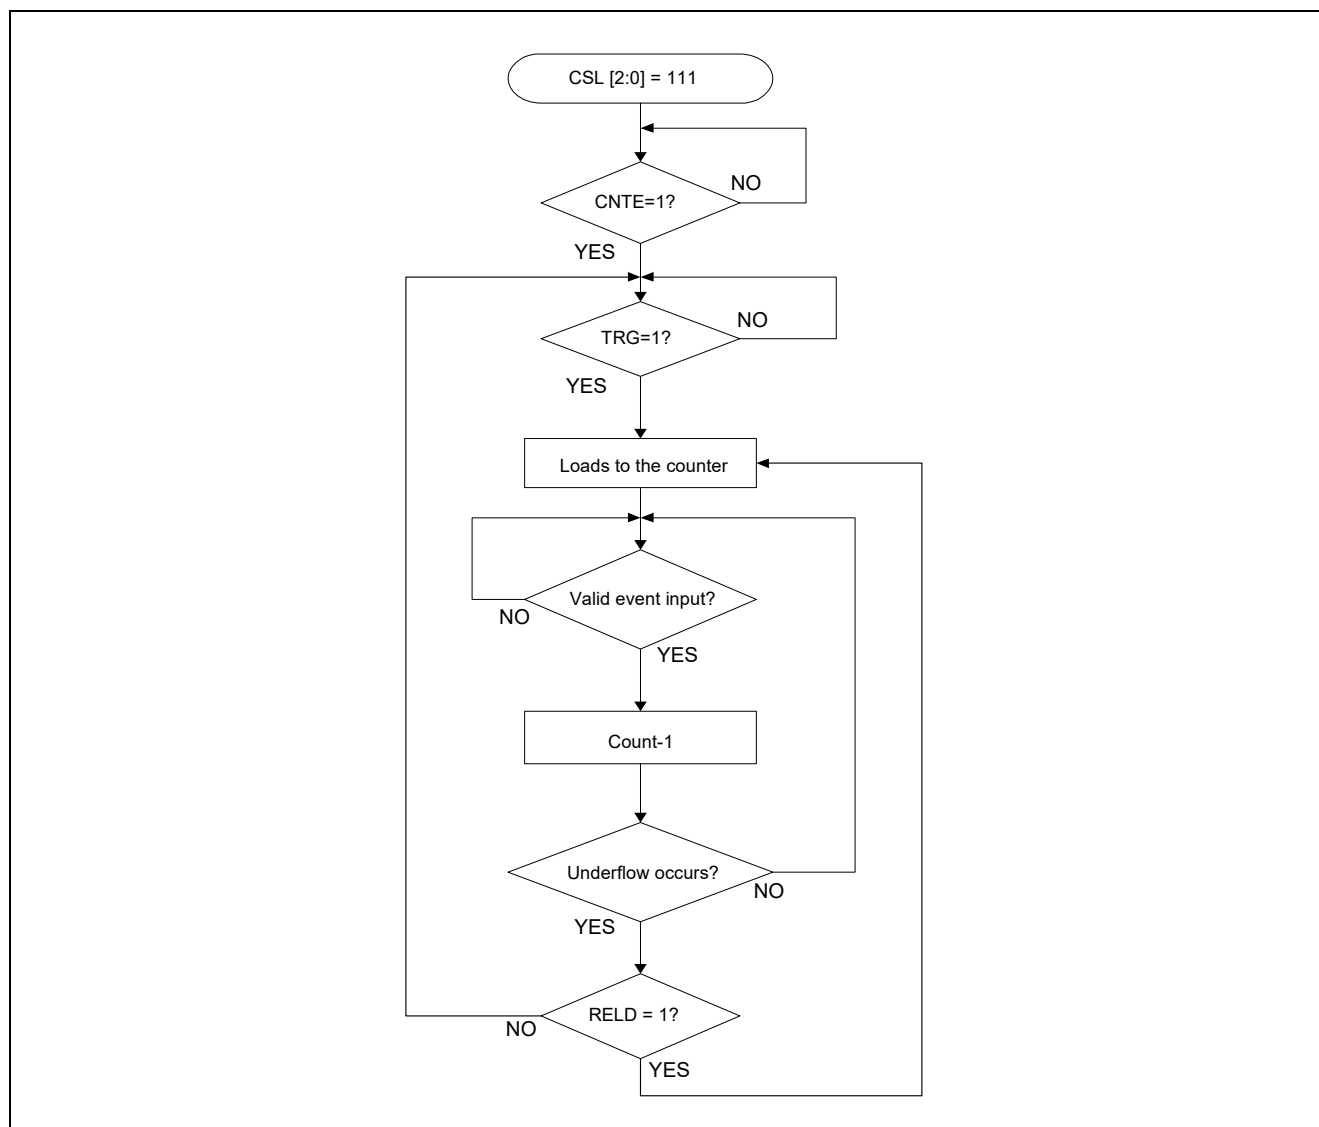 CSL [2:0] = 111
NO
CNTE=1?
YES
NO
TRG=1?
YES
Loads to the counter
Valid event input?
NO
YES
Count-1
Underflow occurs?
NO
YES
RELD = 1?
NO
YES